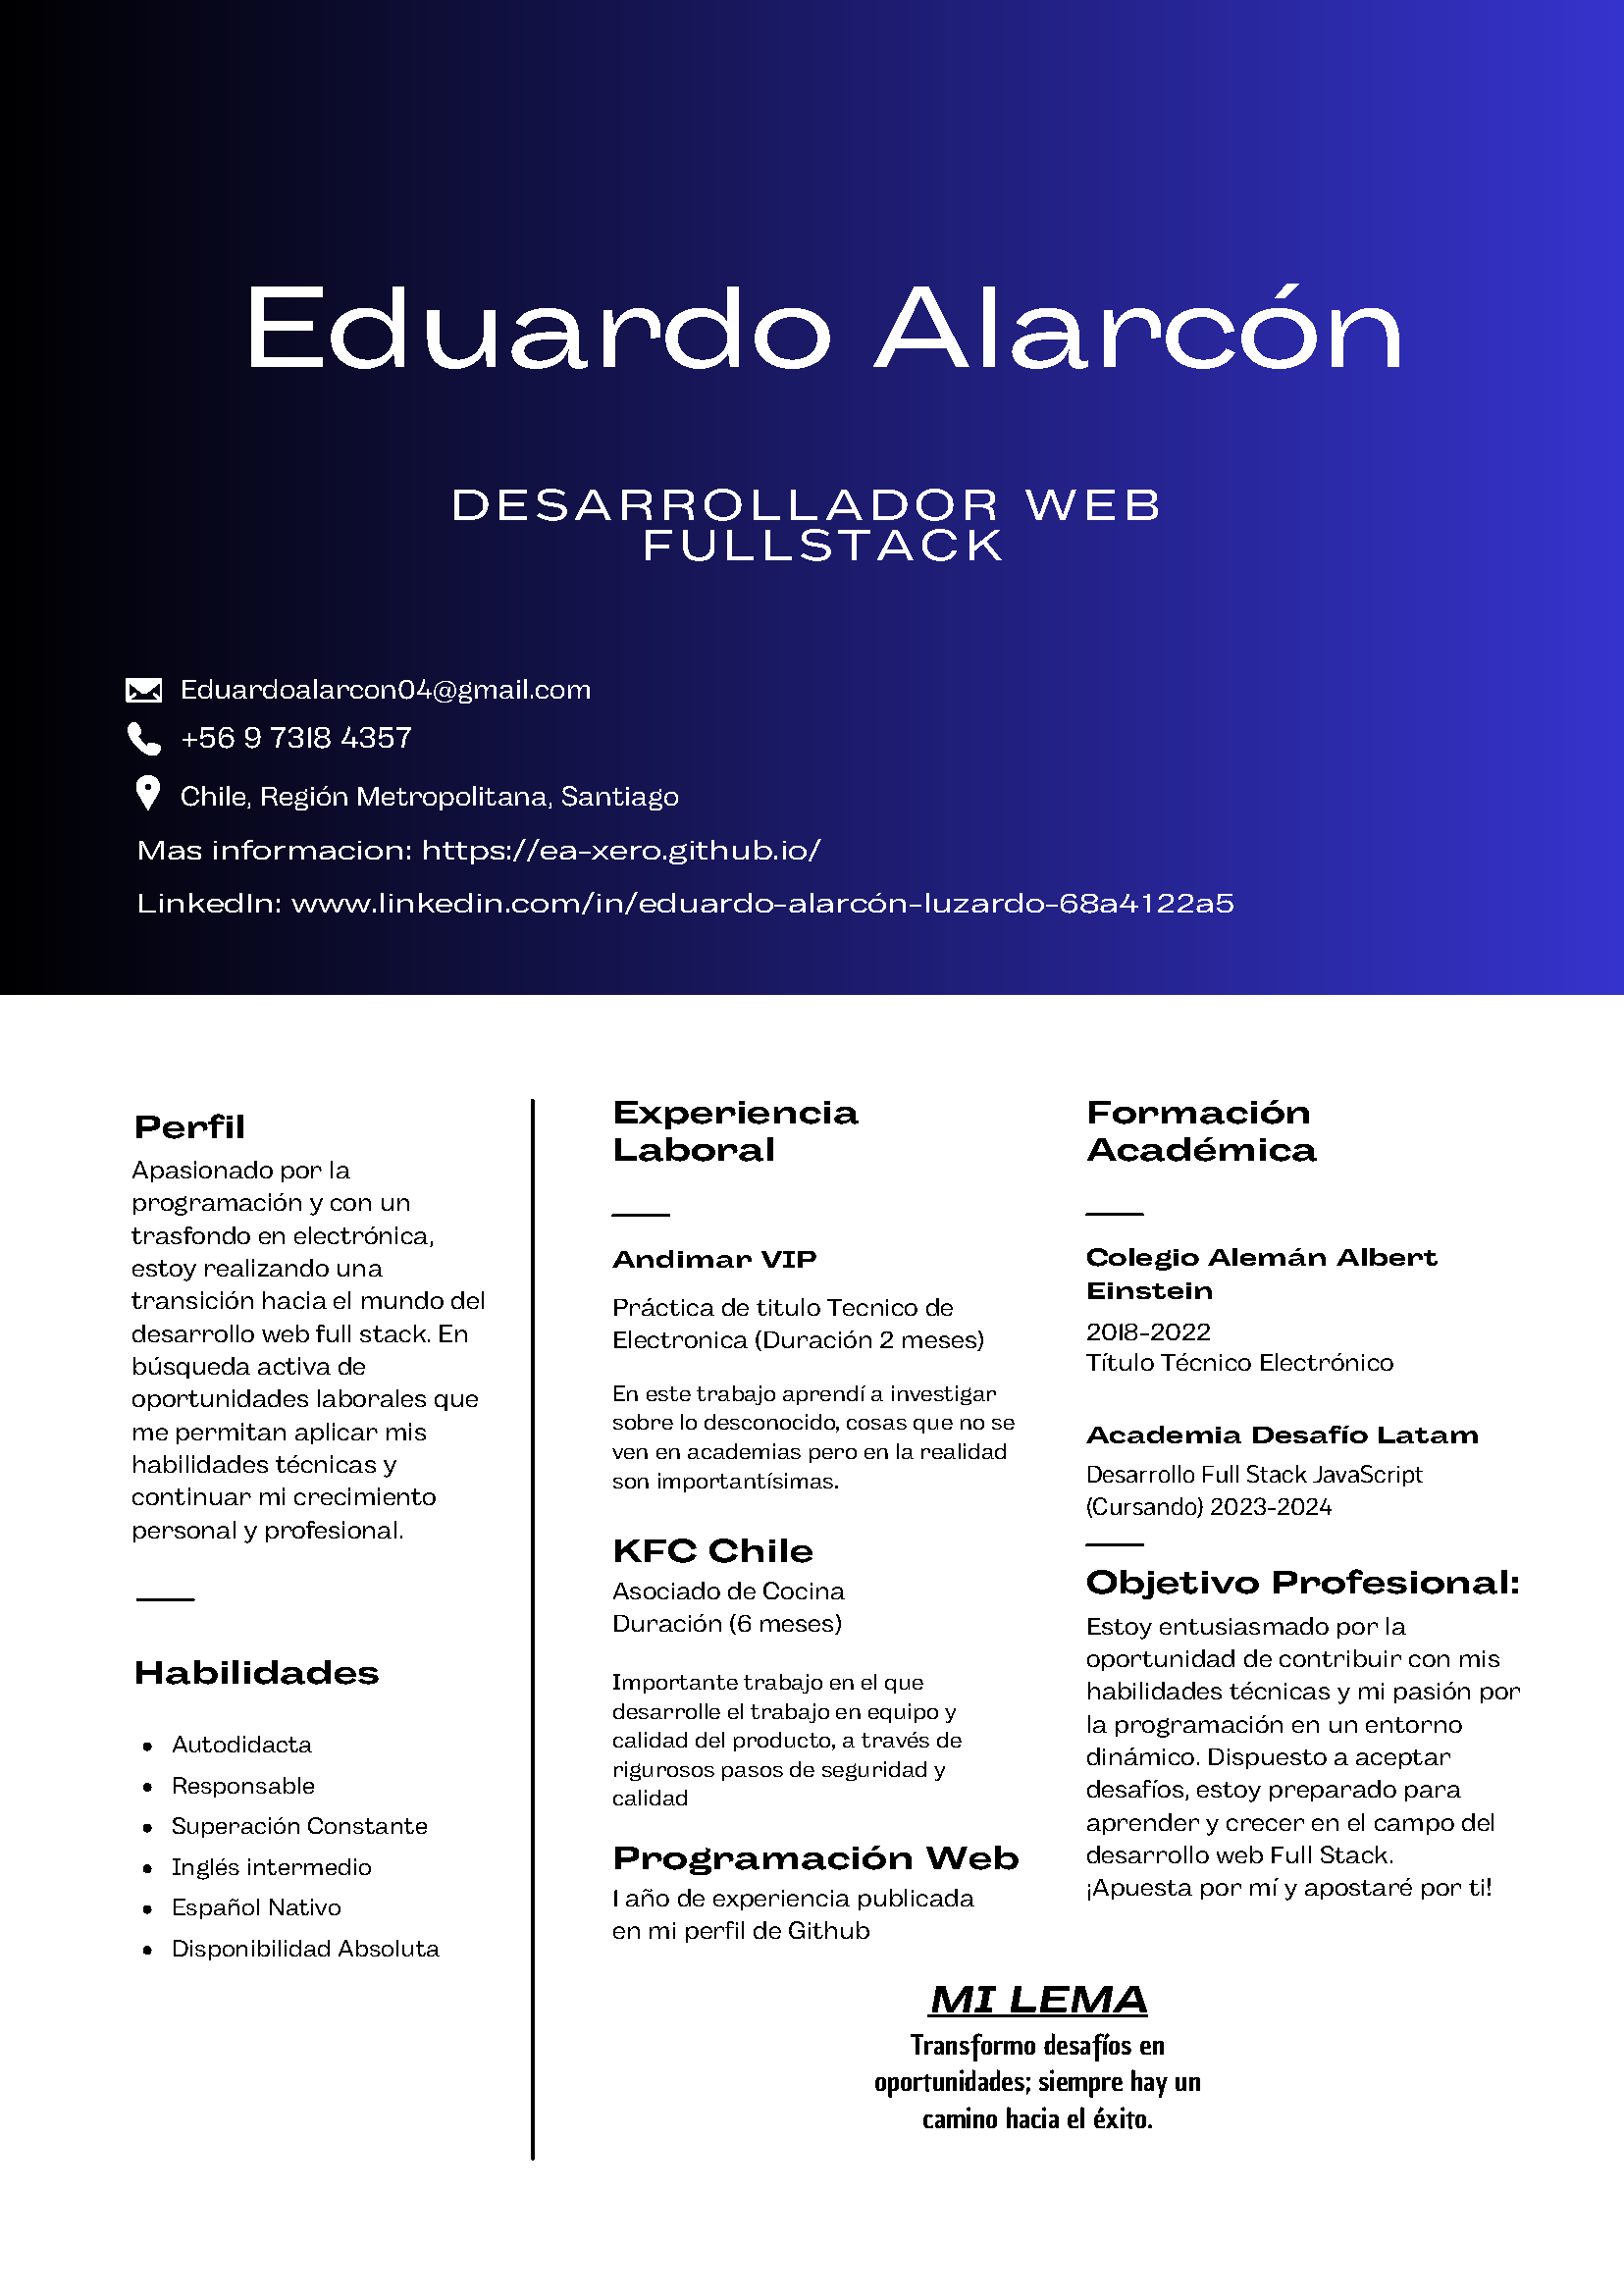 Eduardo Alarcón
DESARROLLADOR WEB
FULLSTACK
Eduardoalarcon04@gmail.com
+56 9 7318 4357
Chile, Región Metropolitana, Santiago
Mas informacion: https://ea-xero.github.io/
LinkedIn: www.linkedin.com/in/eduardo-alarcón-luzardo-68a4122a5
Perfil
Apasionado por la
programación y con un
trasfondo en electrónica,
estoy realizando una
transición hacia el mundo del
desarrollo web full stack. En
búsqueda activa de
oportunidades laborales que
me permitan aplicar mis
habilidades técnicas y
continuar mi crecimiento
personal y profesional.
Habilidades
• Autodidacta
• Responsable
• Superación Constante
• Inglés intermedio
• Español Nativo
• Disponibilidad Absoluta
Experiencia
Laboral
Andimar VIP
Práctica de titulo Tecnico de
Electronica (Duración 2 meses)
En este trabajo aprendí a investigar
sobre lo desconocido, cosas que no se
ven en academias pero en la realidad
son importantísimas.
KFC Chile
Asociado de Cocina
Duración (6 meses)
Importante trabajo en el que
desarrolle el trabajo en equipo y
calidad del producto, a través de
rigurosos pasos de seguridad y
calidad
Programación Web
1 año de experiencia publicada
en mi perfil de Github
Formación
Académica
Colegio Alemán Albert
Einstein
2018-2022
Título Técnico Electrónico
Academia Desafío Latam
Desarrollo Full Stack JavaScript
(Cursando) 2023-2024
Objetivo Profesional:
Estoy entusiasmado por la
oportunidad de contribuir con mis
habilidades técnicas y mi pasión por
la programación en un entorno
dinámico. Dispuesto a aceptar
desafíos, estoy preparado para
aprender y crecer en el campo del
desarrollo web Full Stack.
¡Apuesta por mí y apostaré por ti!
MI LEMA
Transformo desafíos en
oportunidades; siempre hay un
camino hacia el éxito.